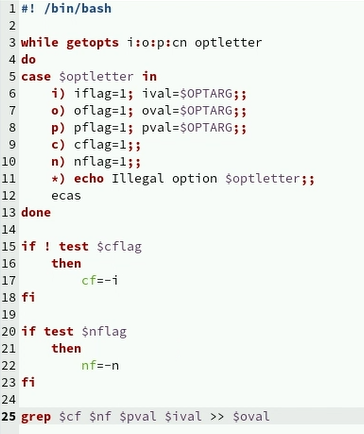 1 #! /bin/bash
2
3 while getopts i:o:p:cn optletter
4 do
5 case $optletter in
6     i) iflag=1; ival=$OPTARG;;
7     o) oflag=1; oval=$OPTARG;;
8     p) pflag=1; pval=$OPTARG;;
9     c) cflag=1;;
10     n) nflag=1;;
11     *) echo Illegal option $optletter;;
12     ecas
13 done
14
15 if ! test $cflag
16     then
17         cf=-i
18 fi
19
20 if test $nflag
21     then
22         nf=-n
23 fi
24
25 grep $cf $nf $pval $ival >> $oval